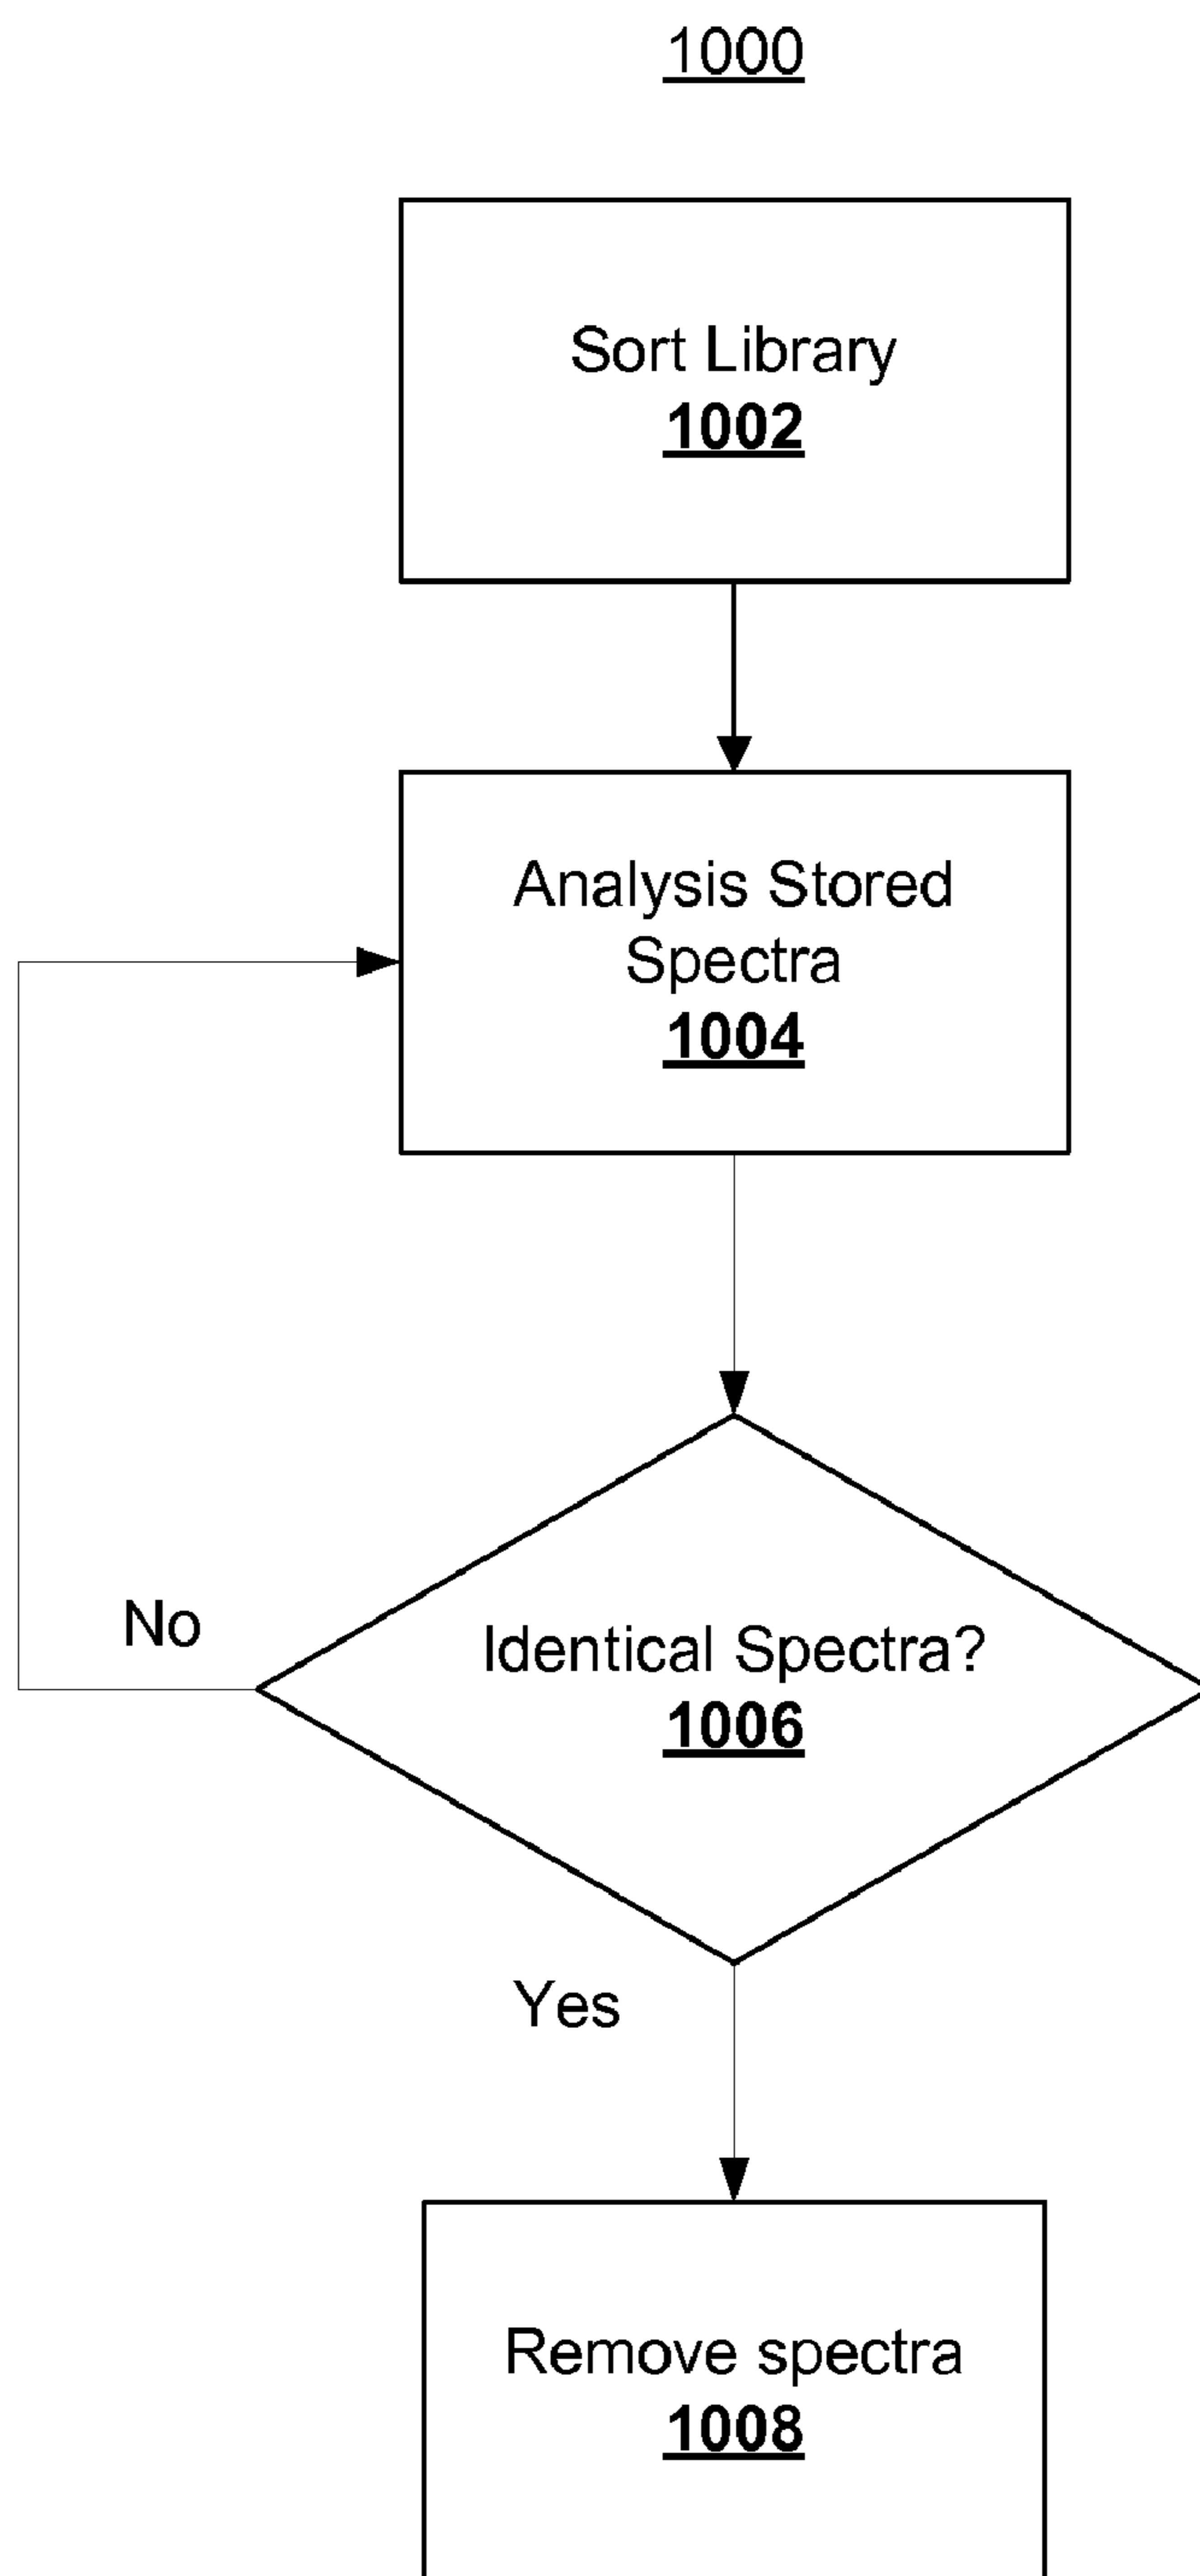 1000
Sort Library
1002
Analysis Stored
Spectra
1004
No
Identical Spectra?
1006
Yes
Remove spectra
1008